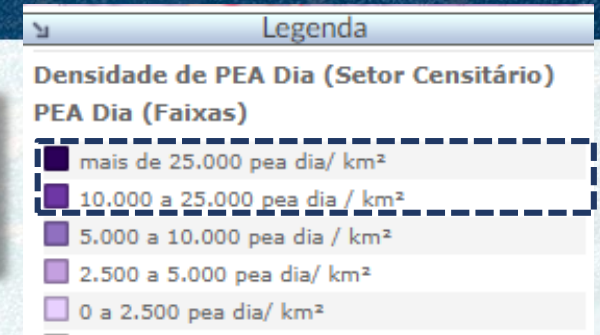 Legenda
Densidade de PEA Dia (Setor Censitário)
PEA Dia (Faixas)
mais de 25.000 pea dia/ km²
10.000 a 25.000 pea dia / km²
5.000 a 10.000 pea dia / km²
2.500 a 5.000 pea dia/ km²
0 a 2.500 pea dia/ km²